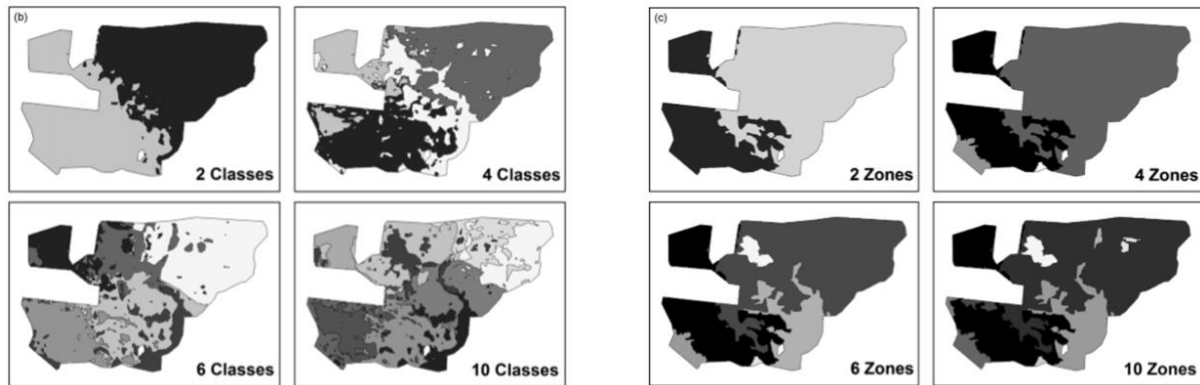 (b)
2 Classes
4 Classes
6 Classes
10 Classes
(c)
2 Zones
4 Zones
6 Zones
10 Zones